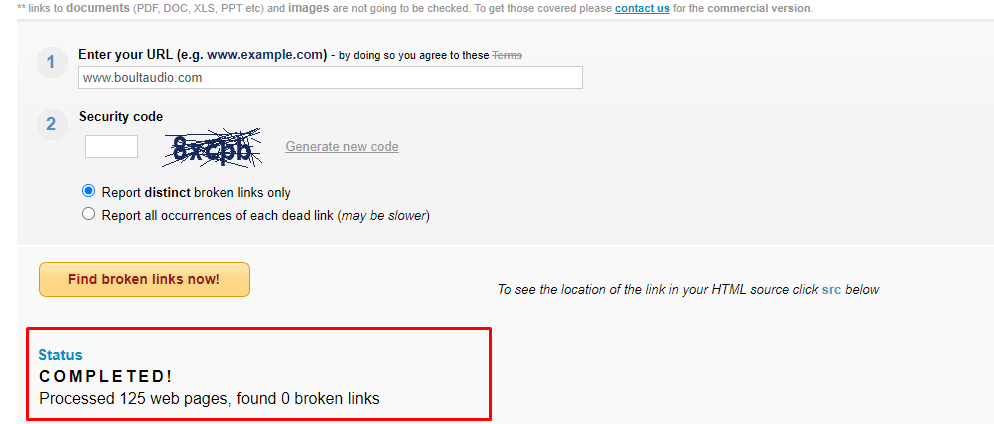 ** links to documents (PDF, DOC, XLS, PPT etc) and images are not going to be checked. To get those covered please contact us for the commercial version.
1 Enter your URL (e.g. www.example.com) - by doing so you agree to these Terms
www.boultaudio.com
2 Security code
8xcpb Generate new code
Report distinct broken links only
Report all occurrences of each dead link (may be slower)
Find broken links now!
To see the location of the link in your HTML source click src below
Status
COMPLETED!
Processed 125 web pages, found 0 broken links